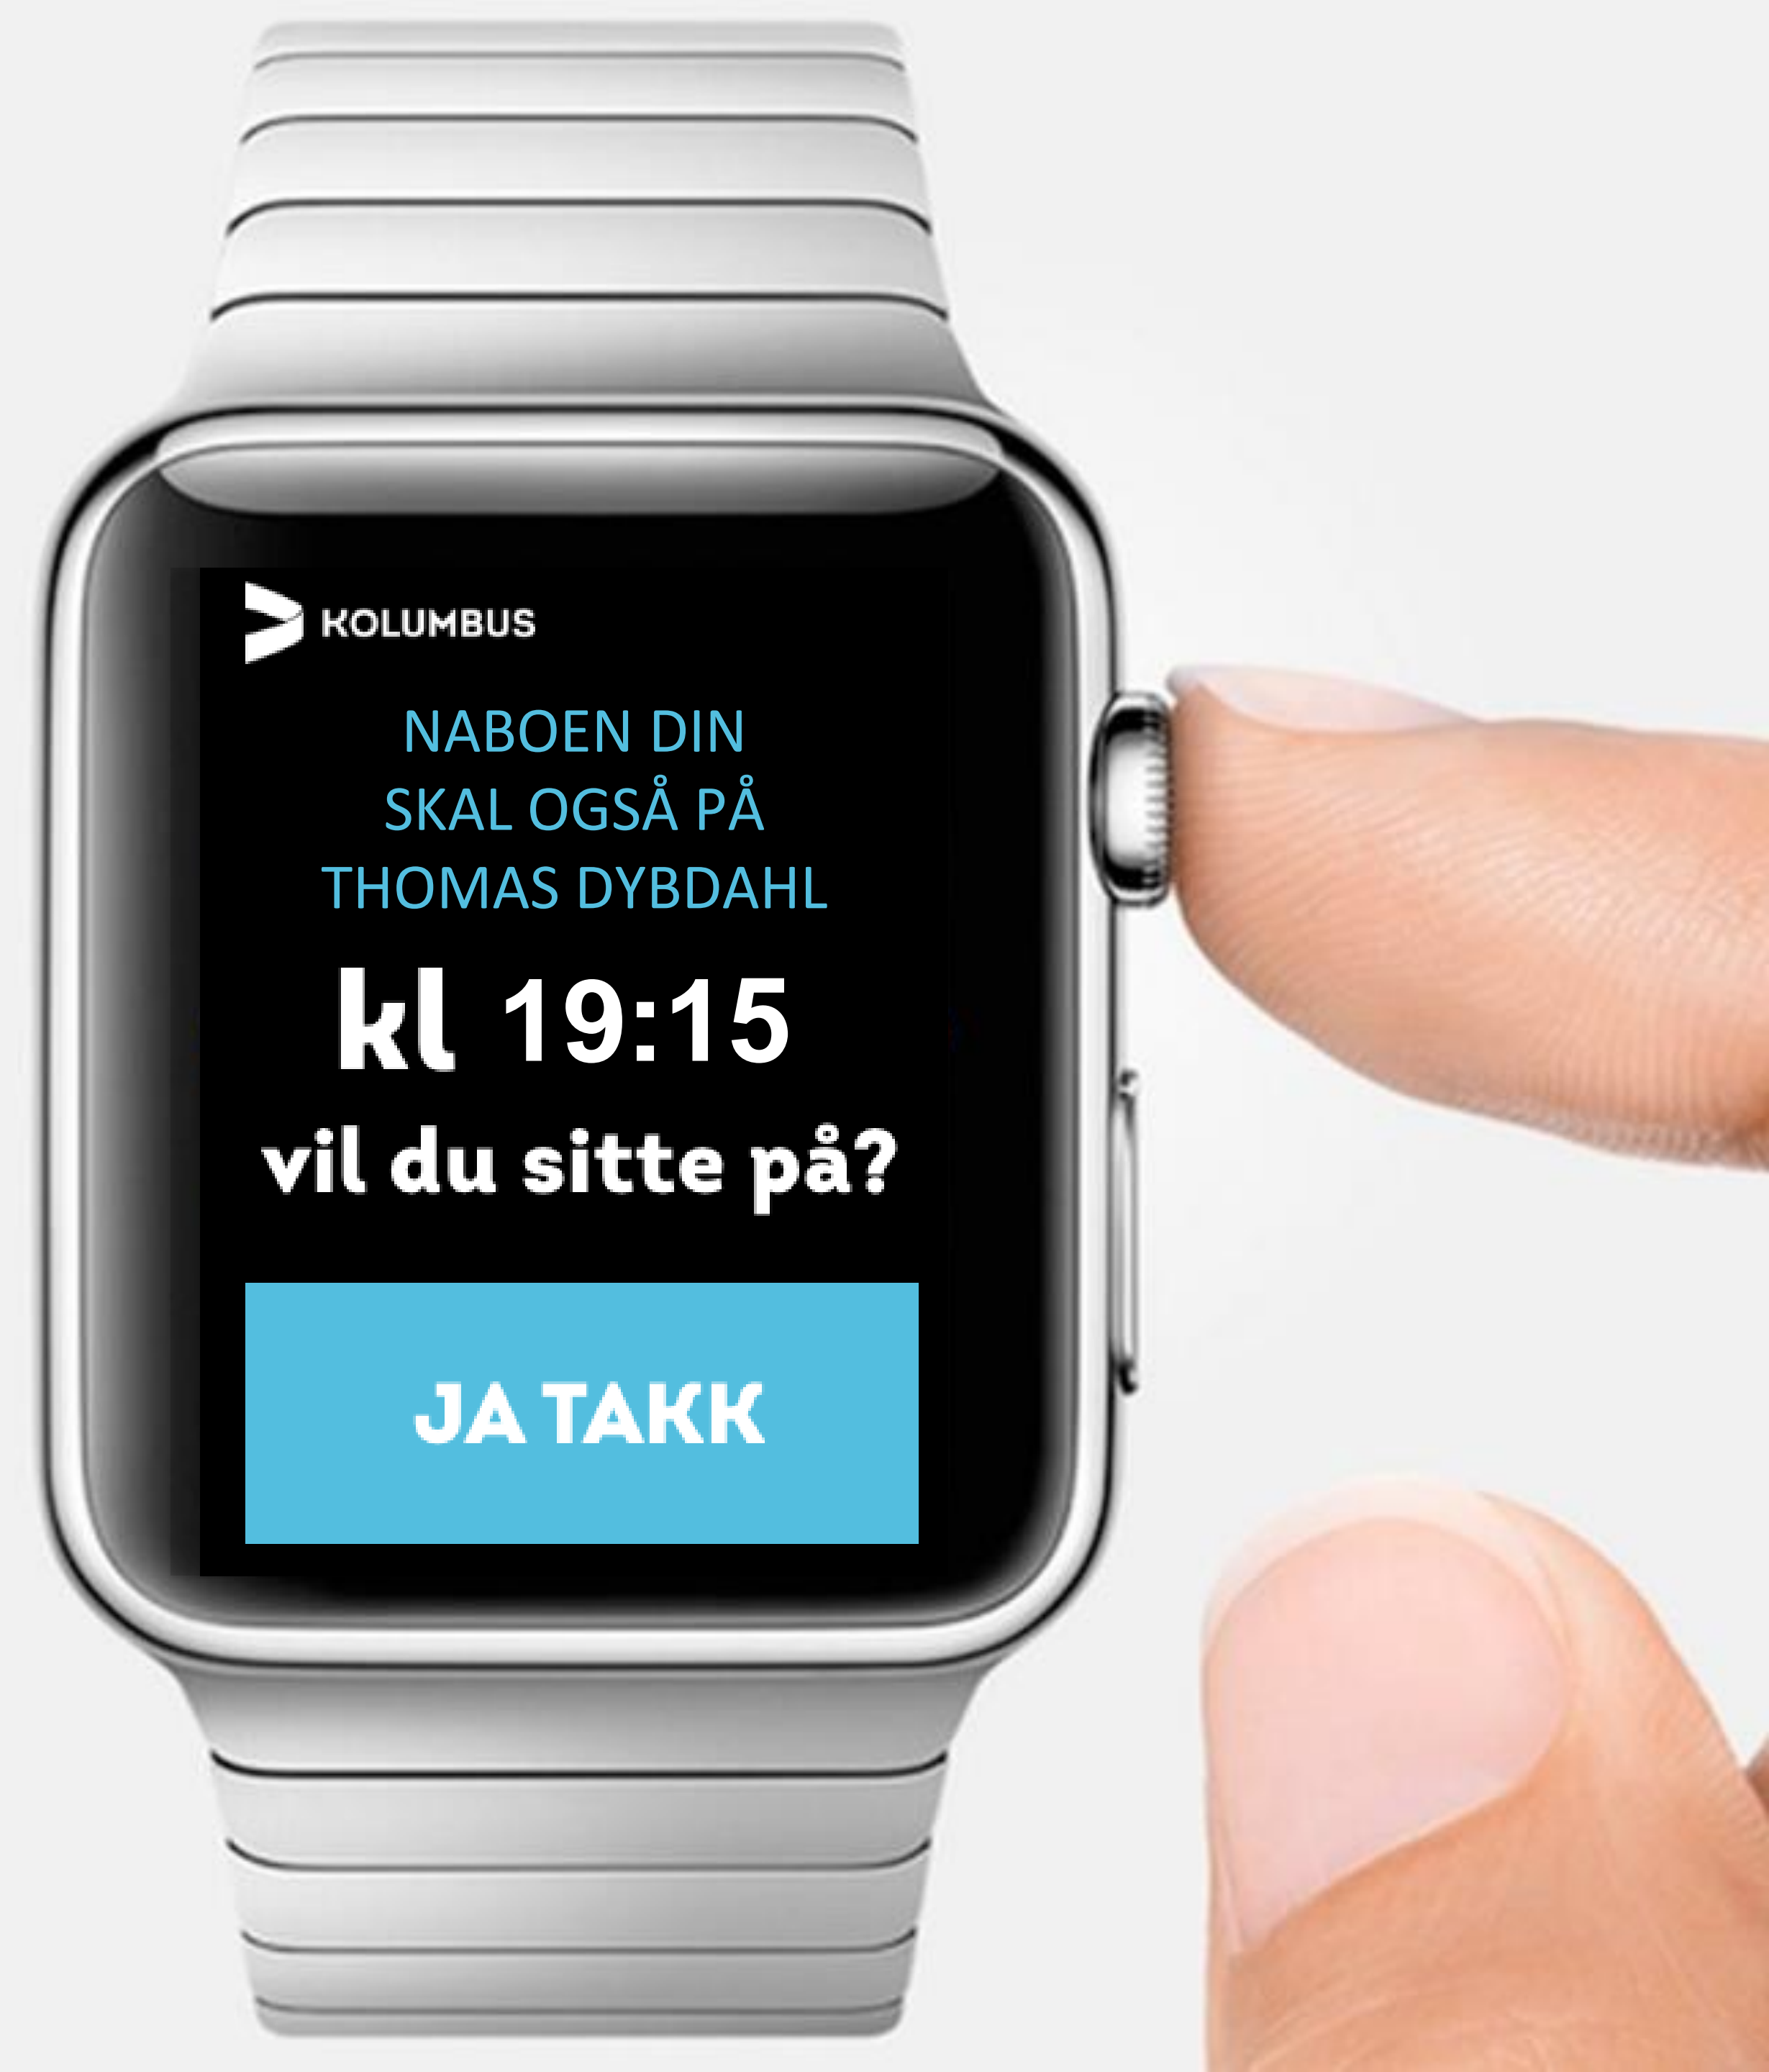 KOLUMBUS
NABOEN DIN
SKAL OGSÅ PÅ
THOMAS DYBDAHL
kl 19:15
vil du sitte på?
JA TAKK